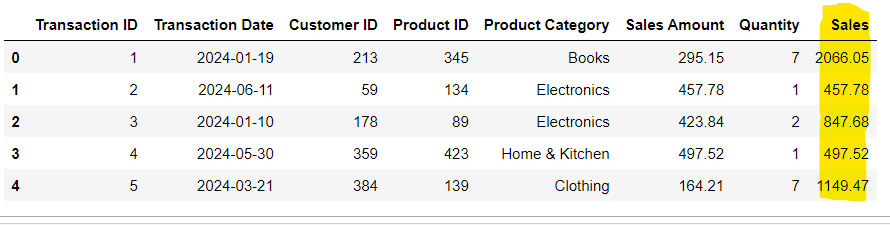 Transaction ID Transaction Date Customer ID Product ID Product Category Sales Amount Quantity Sales
0 1 2024-01-19 213 345 Books 295.15 7 2066.05
1 2 2024-06-11 59 134 Electronics 457.78 1 457.78
2 3 2024-01-10 178 89 Electronics 423.84 2 847.68
3 4 2024-05-30 359 423 Home & Kitchen 497.52 1 497.52
4 5 2024-03-21 384 139 Clothing 164.21 7 1149.47